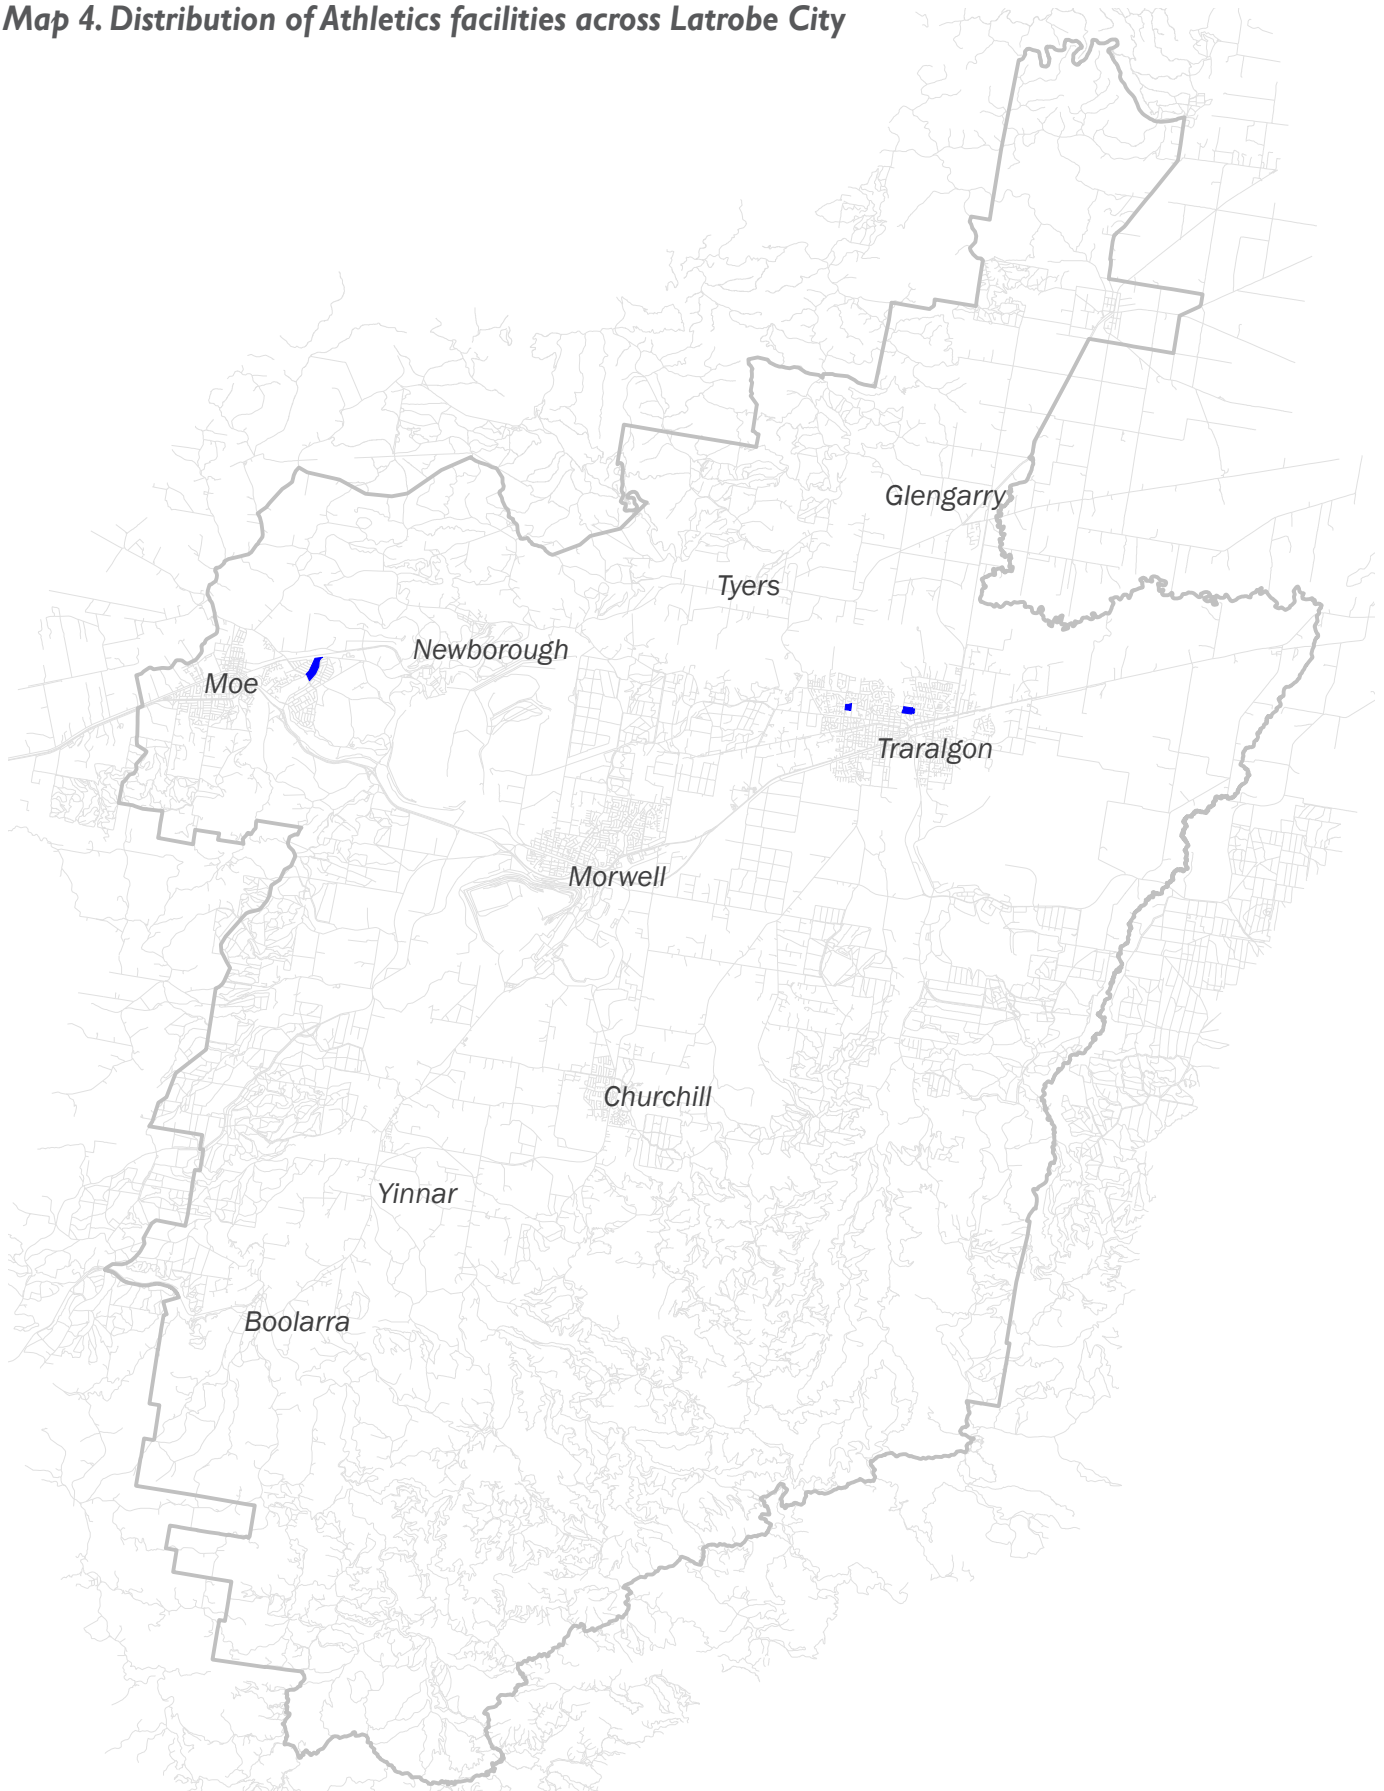 Map 4. Distribution of Athletics facilities across Latrobe City
Glengarry
Tyers
Newborough
Moe
Traralgon
Morwell
Churchill
Yinnar
Boolarra